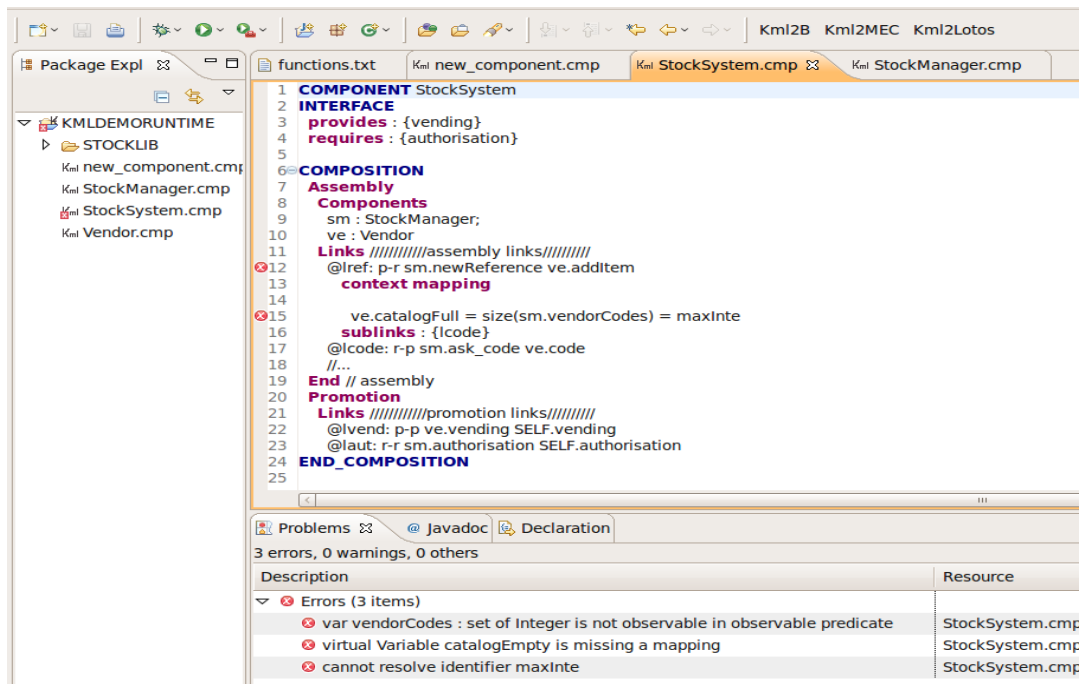 Kml2B Kml2MEC Kml2Lotos
Package Expl
functions.txt
Kml new_component.cmp
Kml StockSystem.cmp
Kml StockManager.cmp
KMLDEMORUNTIME
STOCKLIB
Kml new_component.cmp
Kml StockManager.cmp
Kml StockSystem.cmp
Kml Vendor.cmp
1 COMPONENT StockSystem
2 INTERFACE
3 provides : {vending}
4 requires : {authorisation}
5
6 COMPOSITION
7 Assembly
8 Components
9 sm : StockManager;
10 ve : Vendor
11 Links ////////////assembly links//////////
12 @lref: p-r sm.newReference ve.addItem
13 context mapping
14
15 ve.catalogFull = size(sm.vendorCodes) = maxInte
16 sublinks : {lcode}
17 @lcode: r-p sm.ask_code ve.code
18 //...
19 End // assembly
20 Promotion
21 Links ////////////promotion links//////////
22 @lvend: p-p ve.vending SELF.vending
23 @laut: r-r sm.authorisation SELF.authorisation
24 END_COMPOSITION
25
Problems
@ Javadoc
Declaration
3 errors, 0 warnings, 0 others
Description Resource
Errors (3 items)
var vendorCodes : set of Integer is not observable in observable predicate StockSystem.cmp
virtual Variable catalogEmpty is missing a mapping StockSystem.cmp
cannot resolve identifier maxInte StockSystem.cmp